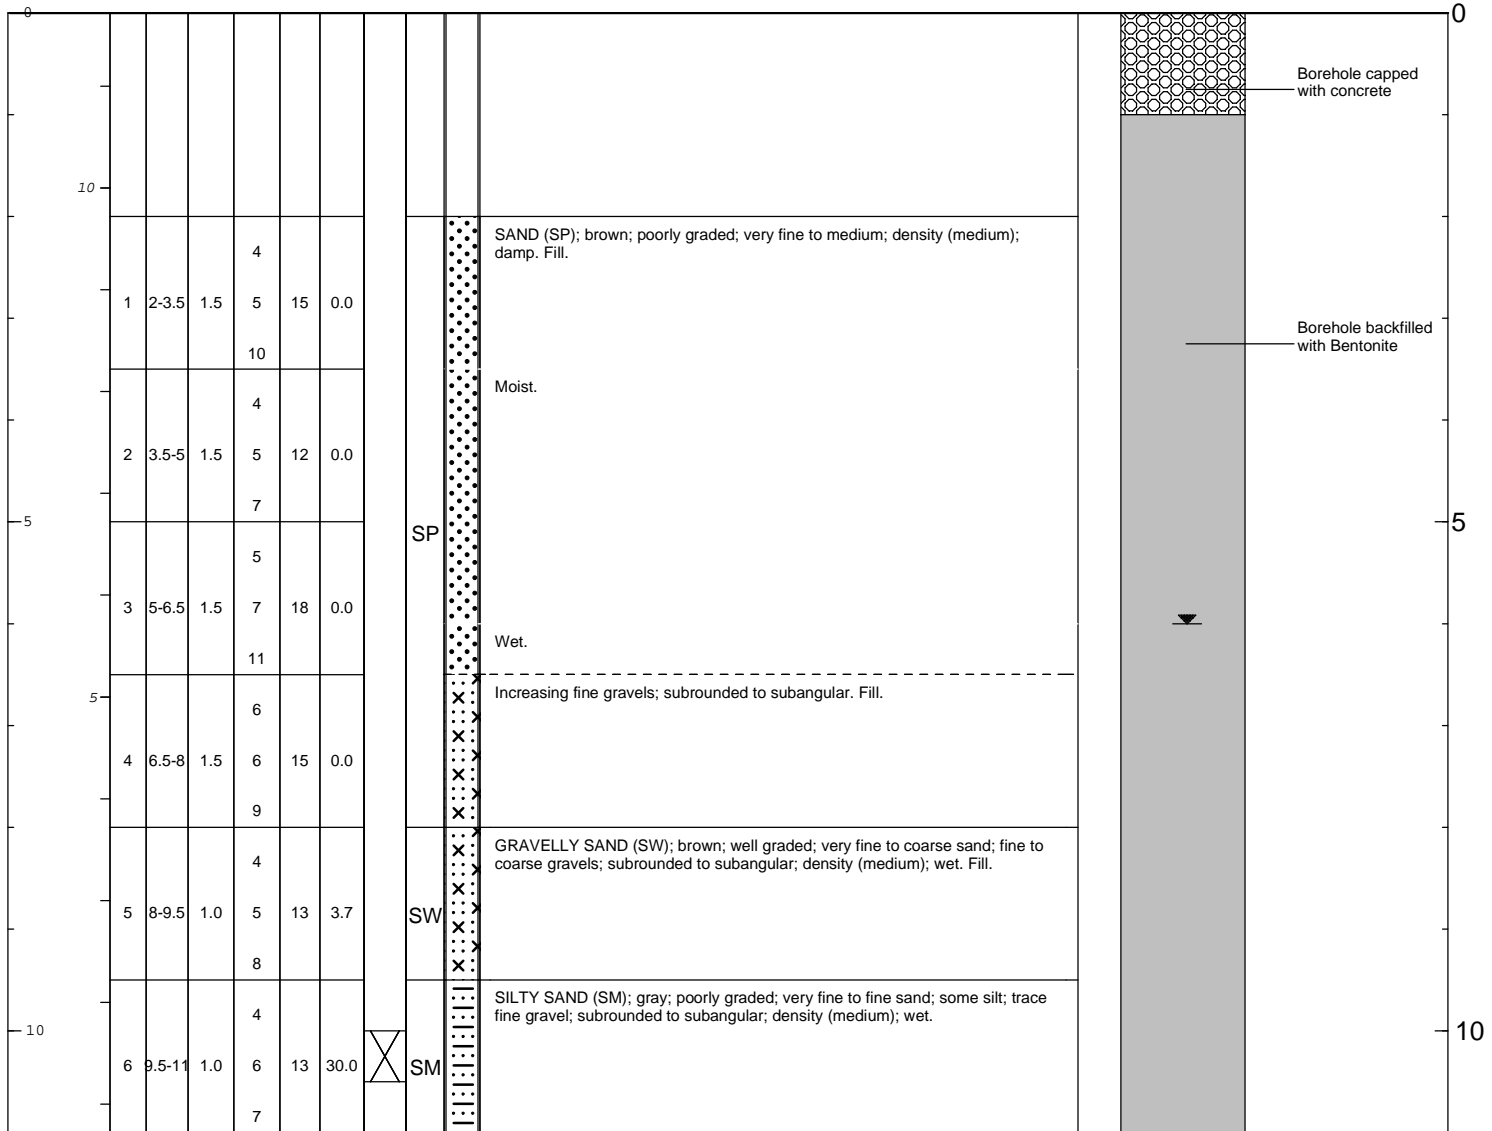 0
0
Borehole capped
with concrete
10
SAND (SP); brown; poorly graded; very fine to medium; density (medium);
damp. Fill.
4
1 2-3.5 1.5 5 15 0.0
10
Borehole backfilled
with Bentonite
Moist.
4
2 3.5-5 1.5 5 12 0.0
7
5
SP
5
5
3 5-6.5 1.5 7 18 0.0
11
Wet.
5
Increasing fine gravels; subrounded to subangular. Fill.
6
4 6.5-8 1.5 6 15 0.0
9
GRAVELLY SAND (SW); brown; well graded; very fine to coarse sand; fine to
coarse gravels; subrounded to subangular; density (medium); wet. Fill.
4
5 8-9.5 1.0 5 13 3.7 SW
8
SILTY SAND (SM); gray; poorly graded; very fine to fine sand; some silt; trace
fine gravel; subrounded to subangular; density (medium); wet.
4
10
10
6 9.5-11 1.0 6 13 30.0 SM
7